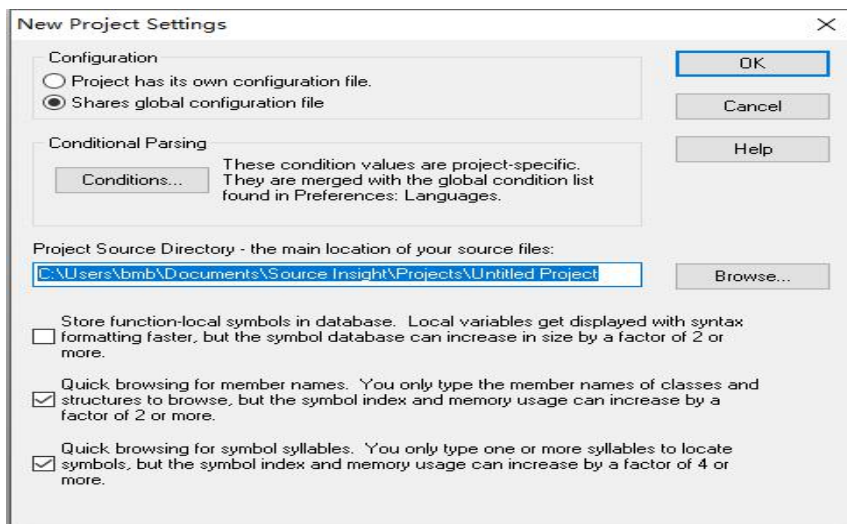 New Project Settings
Configuration
Project has its own configuration file.
Shares global configuration file
OK
Cancel
Help
Conditional Parsing
Conditions...
These condition values are project-specific.
They are merged with the global condition list
found in Preferences: Languages.
Project Source Directory - the main location of your source files:
C:\Users\bmb\Documents\Source Insight\Projects\Untitled Project
Browse...
Store function-local symbols in database. Local variables get displayed with syntax
formatting faster, but the symbol database can increase in size by a factor of 2 or
more.
Quick browsing for member names. You only type the member names of classes and
structures to browse, but the symbol index and memory usage can increase by a
factor of 2 or more.
Quick browsing for symbol syllables. You only type one or more syllables to locate
symbols, but the symbol index and memory usage can increase by a factor of 4 or
more.